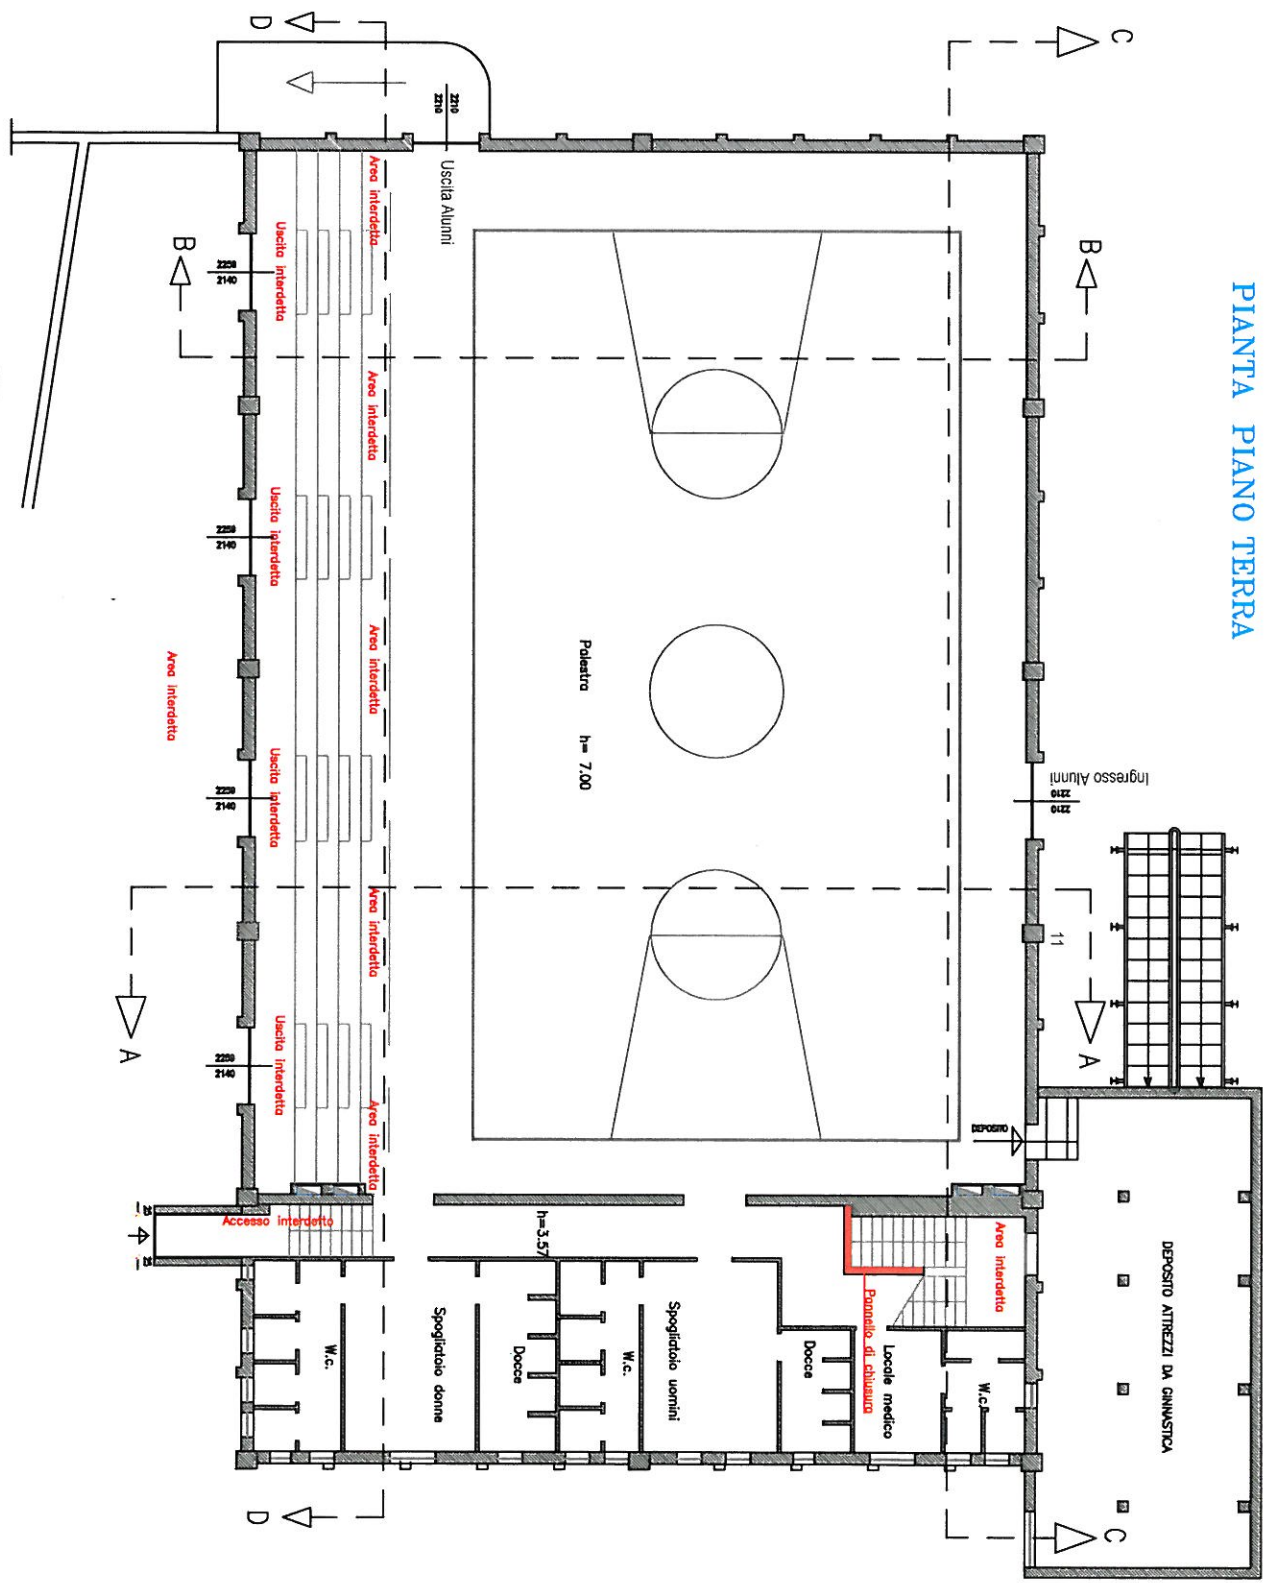 PIANTA PIANO TERRA
C
D
2210
2210
Uscita Alunni
Area interdetta
B
B
2250
2140
Uscita interdetta
Area interdetta
2250
2140
Uscita interdetta
Area interdetta
Area interdetta
Palestra h= 7.00
Ingresso Alunni
2210
2210
2250
2140
Uscita interdetta
Area interdetta
11
A
A
2250
2140
Uscita interdetta
Area interdetta
DEPOSITO
Accesso interdetto
h=3.57
Area interdetta
Pannello di chiusura
DEPOSITO ATTREZZI DA GINNASTICA
W.c.
Spogliatoio donne
Docce
W.c.
Spogliatoio uomini
Docce
Locale medico
W.c.
D
C